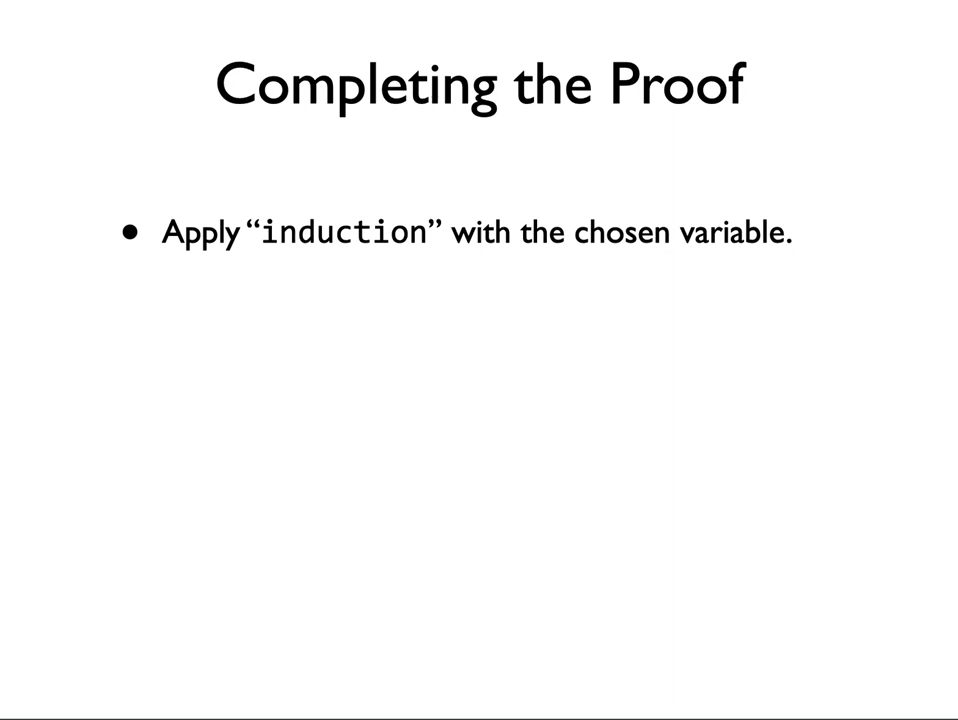 Completing the Proof
• Apply “induction” with the chosen variable.